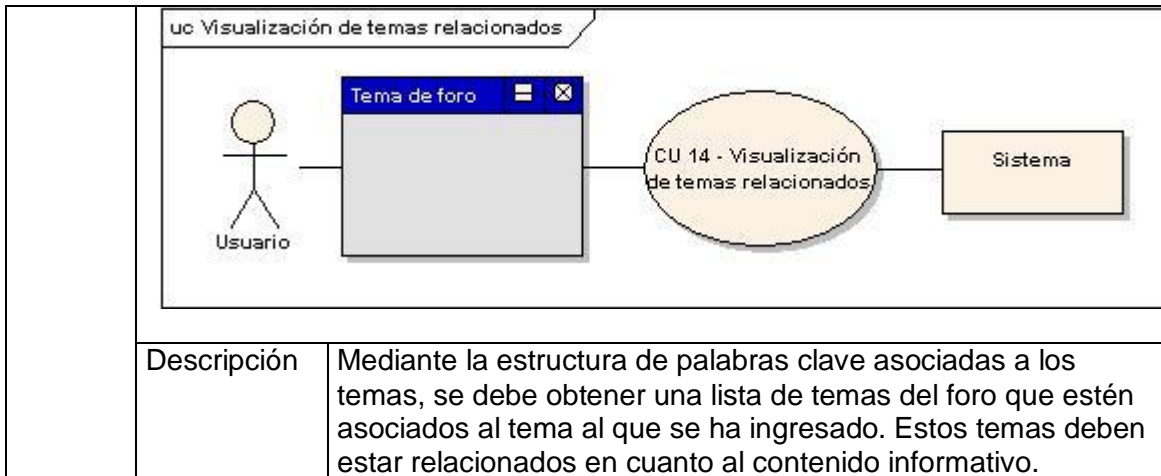 uc Visualización de temas relacionados
Tema de foro
CU 14 - Visualización
de temas relacionados
Sistema
Usuario
Descripción
Mediante la estructura de palabras clave asociadas a los
temas, se debe obtener una lista de temas del foro que estén
asociados al tema al que se ha ingresado. Estos temas deben
estar relacionados en cuanto al contenido informativo.